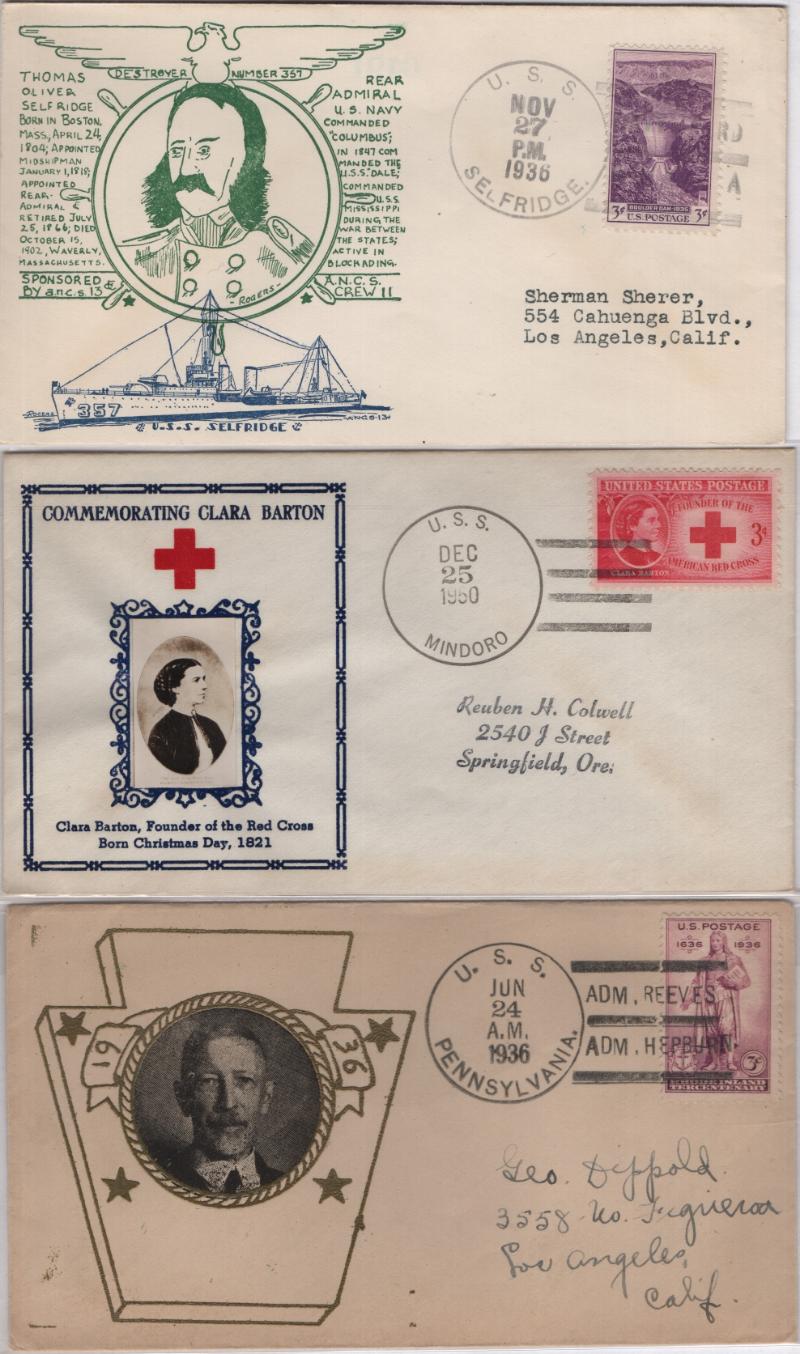 DESTROYER NUMBER 357
THOMAS
OLIVER
SELFRIDGE
BORN IN BOSTON,
MASS., APRIL 24,
1804; APPOINTED
MIDSHIPMAN
JANUARY 1, 1818;
APPOINTED
REAR-
ADMIRAL &
RETIRED JULY
25, 1866; DIED
OCTOBER 15,
1902, WAVERLY,
MASSACHUSETTS.
SPONSORED
BY a.n.c.s. 13
REAR
ADMIRAL
U.S. NAVY
COMMANDED
"COLUMBUS";
IN 1847 COM
MANDED THE
U.S.S. "DALE";
COMMANDED
U.S.S.
MISSISSIPPI
DURING THE
WAR BETWEEN
THE STATES;
ACTIVE IN
BLOCKADING.
A.N.C.S.
CREW 11
-ROGERS-
357
ROGERS
ANCS-13
U.S.S. SELFRIDGE
U. S. S.
NOV
27
P.M.
1936
SELFRIDGE.
RD
A
BOULDER DAM-1935
3¢ U.S. POSTAGE 3¢
Sherman Sherer,
554 Cahuenga Blvd.,
Los Angeles,Calif.
COMMEMORATING CLARA BARTON
Clara Barton, Founder of the Red Cross
Born Christmas Day, 1821
U. S. S.
DEC
25
1950
MINDORO
UNITED STATES POSTAGE
FOUNDER OF THE
3¢
AMERICAN RED CROSS
CLARA BARTON
Reuben H. Colwell
2540 J Street
Springfield, Ore.
1936
U. S. S.
JUN
24
A.M.
1936
PENNSYLVANIA.
ADM. REEVES
ADM. HEPBURN
U.S. POSTAGE
1636 1936
3¢
ISLAND
TERCENTENARY
Geo. Dippold
3558 No. Figueroa
Los Angeles,
Calif.